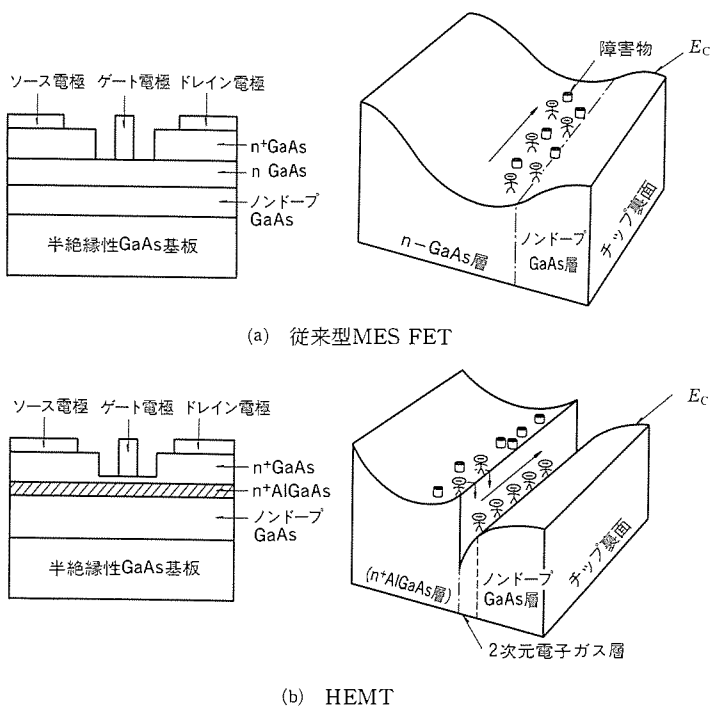 ソース電極 ゲート電極 ドレイン電極
n⁺GaAs
n GaAs
ノンドープ
GaAs
半絶縁性GaAs基板
障害物
E_C
n−GaAs層
ノンドープ
GaAs層
チップ裏面
(a) 従来型MES FET
ソース電極 ゲート電極 ドレイン電極
n⁺GaAs
n⁺AlGaAs
ノンドープ
GaAs
半絶縁性GaAs基板
E_C
(n⁺AlGaAs層)
ノンドープ
GaAs層
チップ裏面
2次元電子ガス層
(b) HEMT